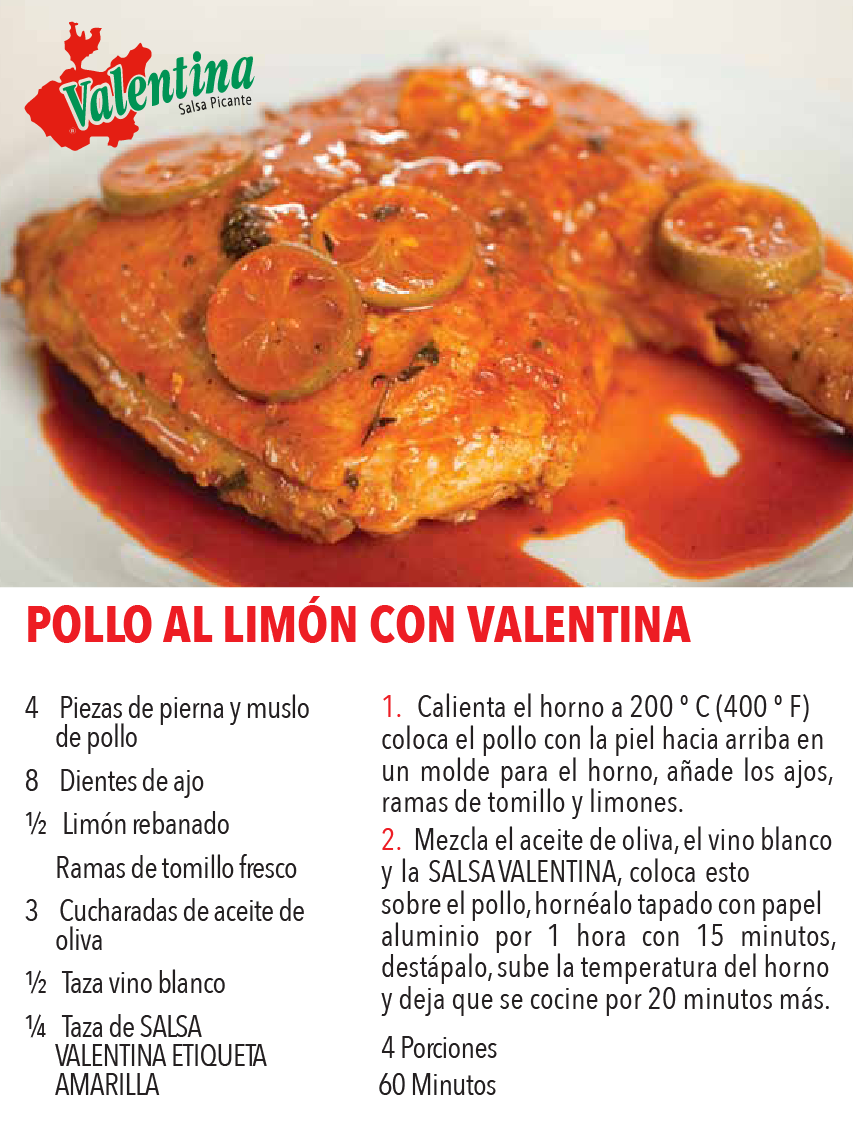 Valentina
Salsa Picante
®
POLLO AL LIMÓN CON VALENTINA
4 Piezas de pierna y muslo
de pollo
8 Dientes de ajo
½ Limón rebanado
Ramas de tomillo fresco
3 Cucharadas de aceite de
oliva
½ Taza vino blanco
¼ Taza de SALSA
VALENTINA ETIQUETA
AMARILLA
1. Calienta el horno a 200 º C (400 º F)
coloca el pollo con la piel hacia arriba en
un molde para el horno, añade los ajos,
ramas de tomillo y limones.
2. Mezcla el aceite de oliva, el vino blanco
y la SALSA VALENTINA, coloca esto
sobre el pollo, hornéalo tapado con papel
aluminio por 1 hora con 15 minutos,
destápalo, sube la temperatura del horno
y deja que se cocine por 20 minutos más.
4 Porciones
60 Minutos